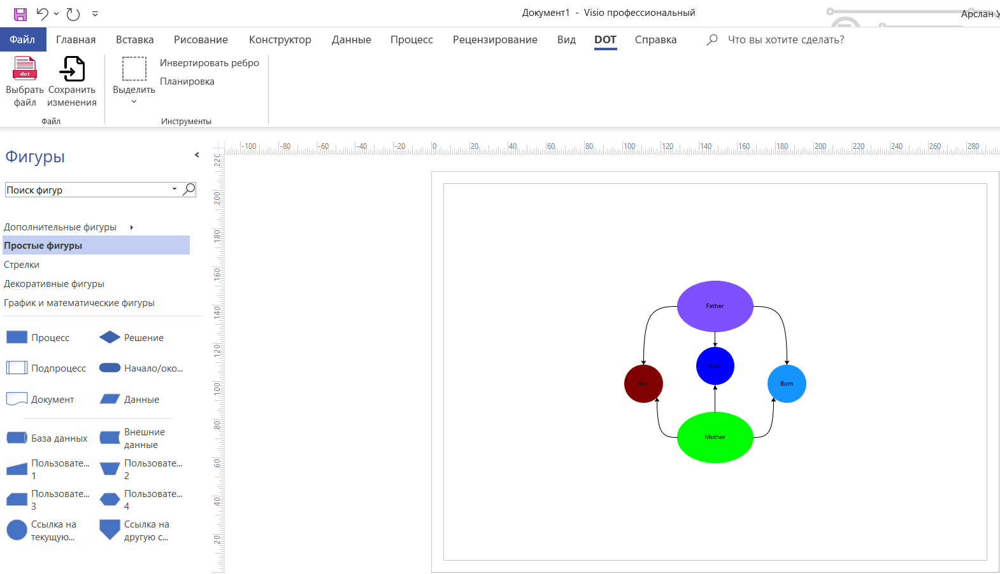 Документ1 - Visio профессиональный
Арслан У
Файл Главная Вставка Рисование Конструктор Данные Процесс Рецензирование Вид DOT Справка Что вы хотите сделать?
dot
Выбрать файл
Сохранить изменения
Файл
Выделить
Инвертировать ребро
Планировка
Инструменты
Фигуры
Поиск фигур
Дополнительные фигуры
Простые фигуры
Стрелки
Декоративные фигуры
График и математические фигуры
Процесс
Решение
Подпроцесс
Начало/око...
Документ
Данные
База данных
Внешние данные
Пользовате... 1
Пользовате... 2
Пользовате... 3
Пользовате... 4
Ссылка на текущую...
Ссылка на другую с...
-100 -80 -60 -40 -20 0 20 40 60 80 100 120 140 160 180 200 220 240 260 280
220
200
180
160
140
120
100
80
60
40
20
Father
Bam
Bim
Bom
Mother